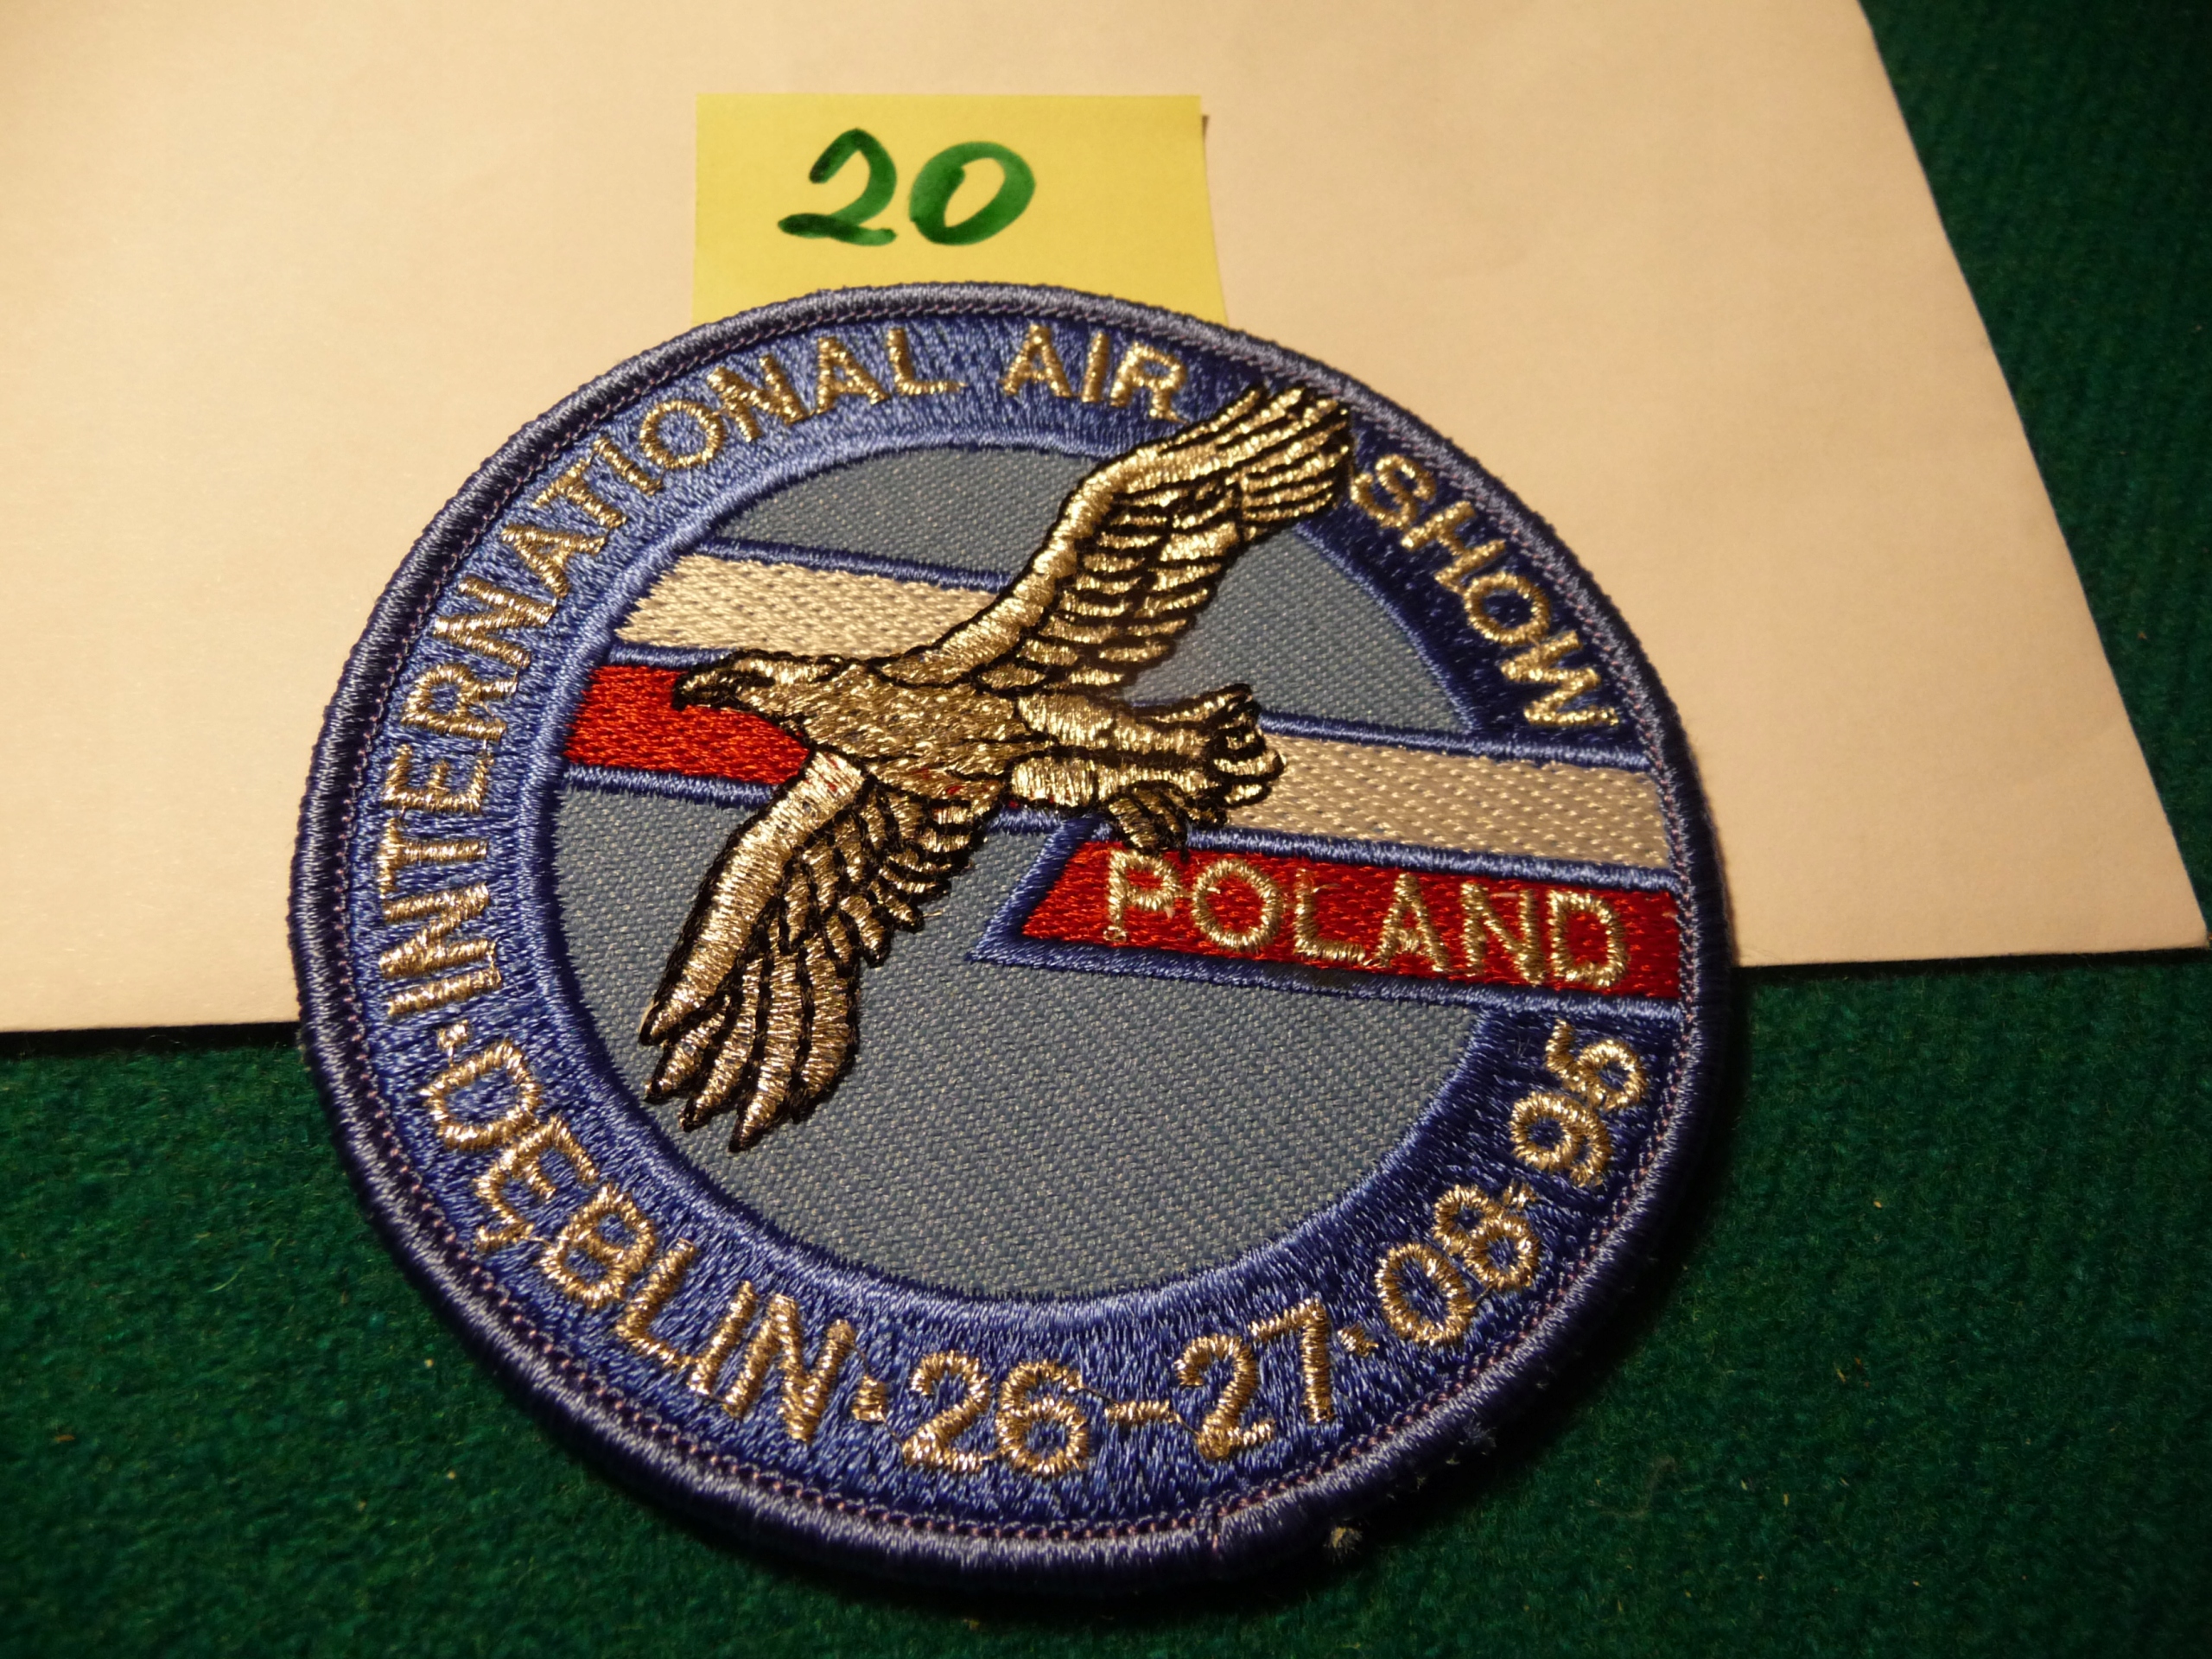 20
INTERNATIONAL AIR SHOW
POLAND
DĘBLIN·26-27·08·95